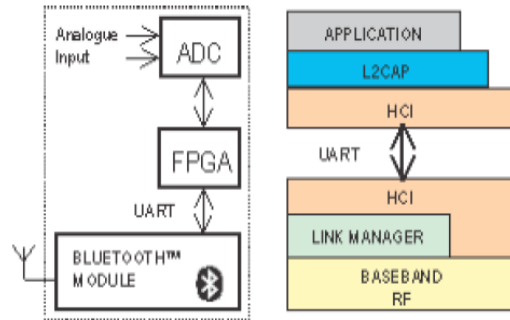 Analogue
Input
ADC
FPGA
UART
BLUETOOTH™
MODULE
APPLICATION
L2CAP
HCI
UART
HCI
LINK MANAGER
BASEBAND
RF